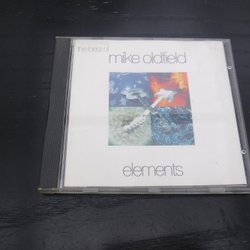 the best of
mike oldfield
elements